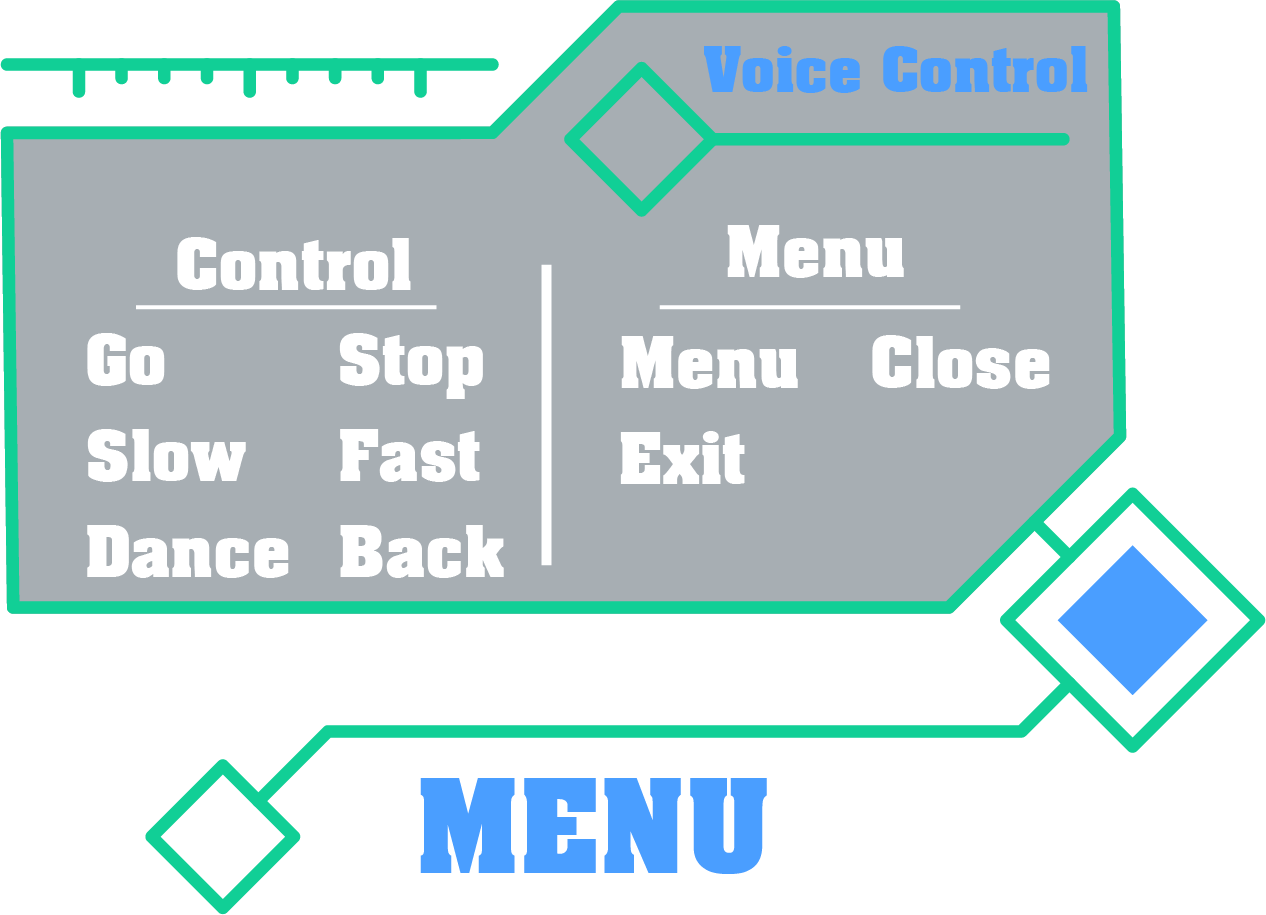 Voice Control
Control
Go Stop
Slow Fast
Dance Back
Menu
Menu Close
Exit
MENU